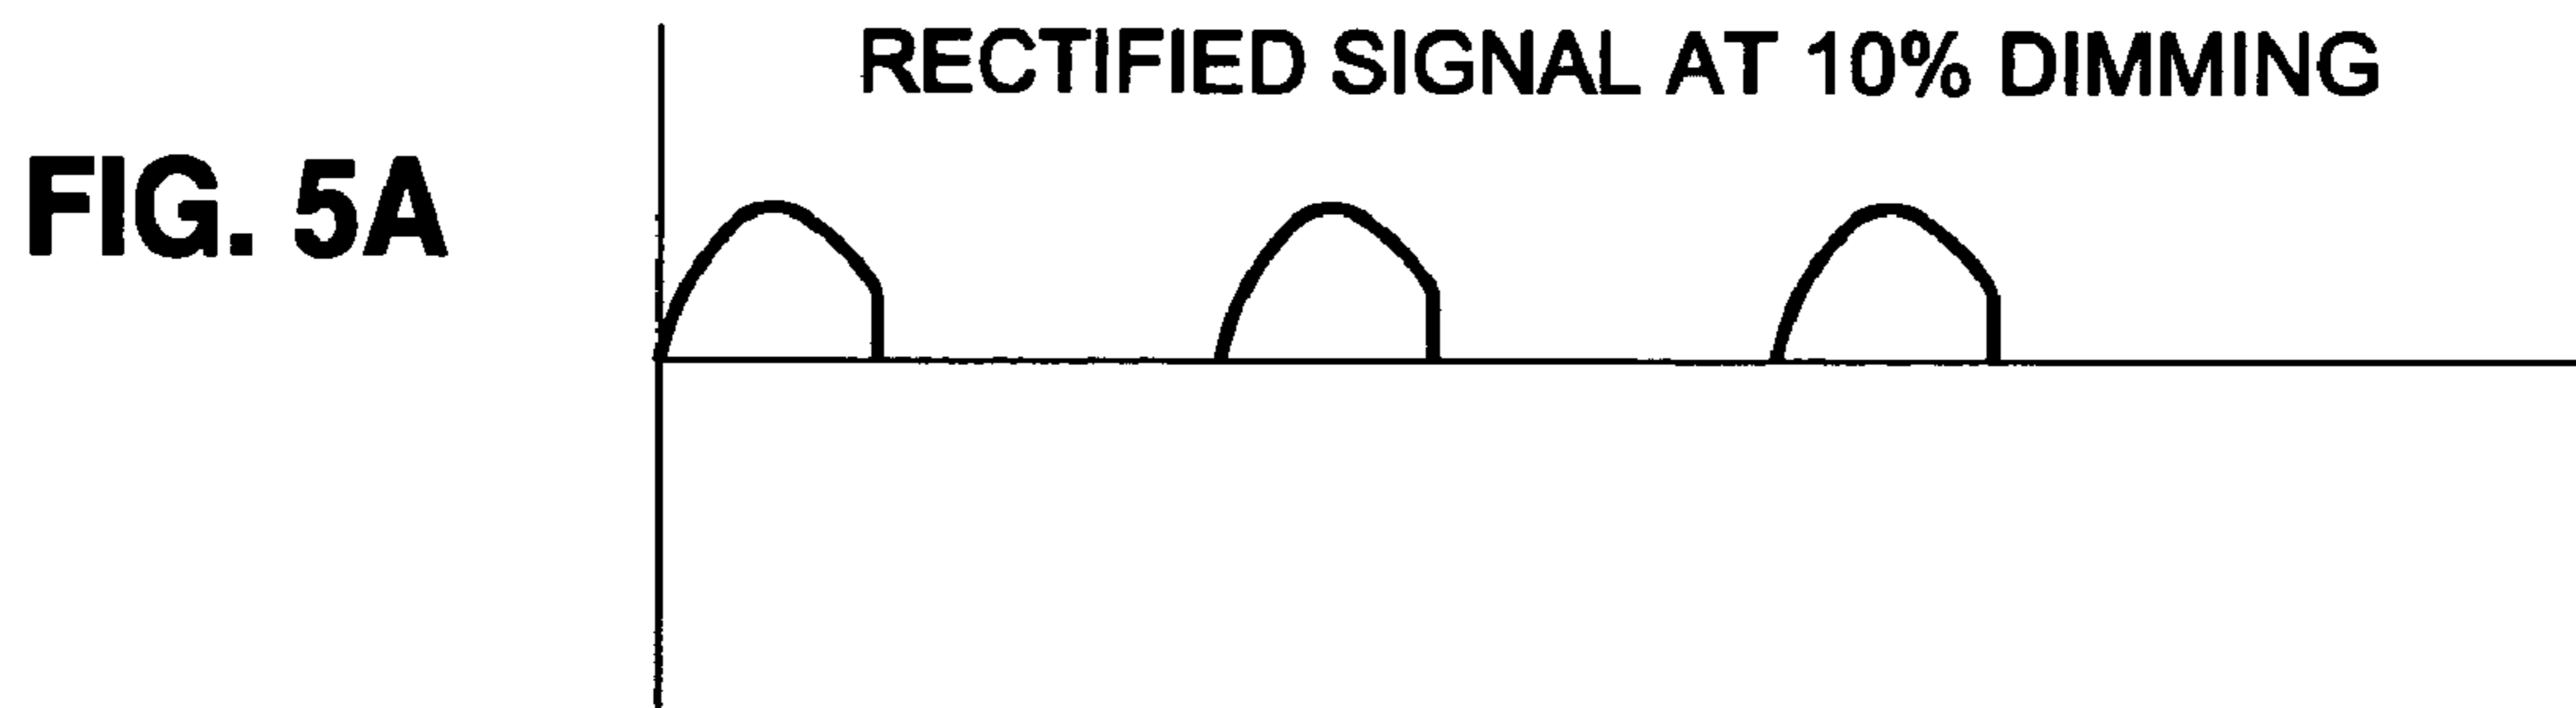 RECTIFIED SIGNAL AT 10% DIMMING
FIG. 5A